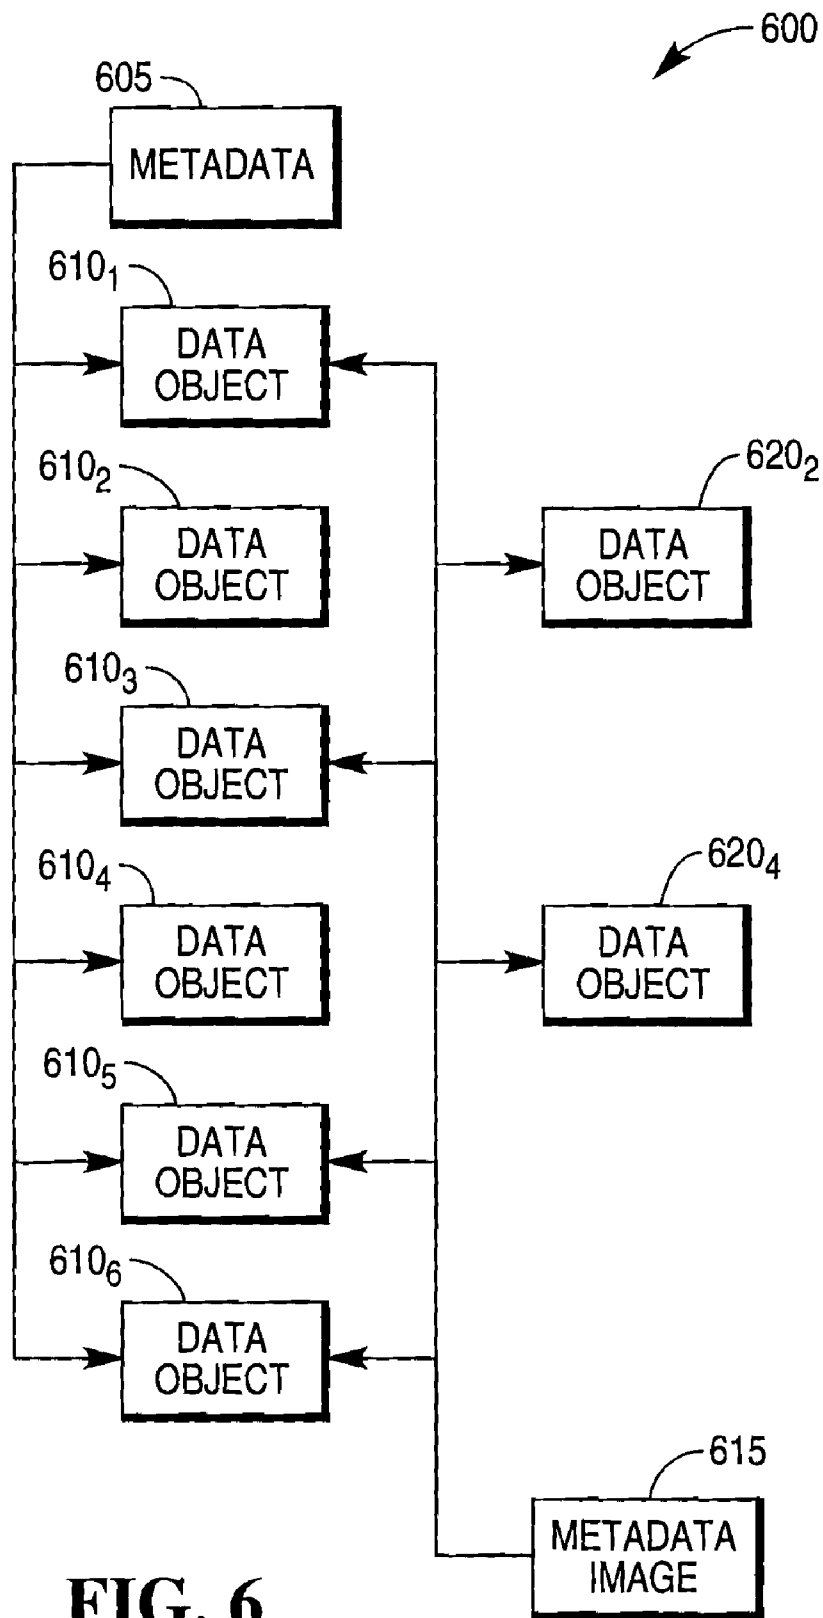 600
605
METADATA
610₁
DATA
OBJECT
610₂
DATA
OBJECT
620₂
DATA
OBJECT
610₃
DATA
OBJECT
610₄
DATA
OBJECT
620₄
DATA
OBJECT
610₅
DATA
OBJECT
610₆
DATA
OBJECT
615
METADATA
IMAGE
FIG. 6